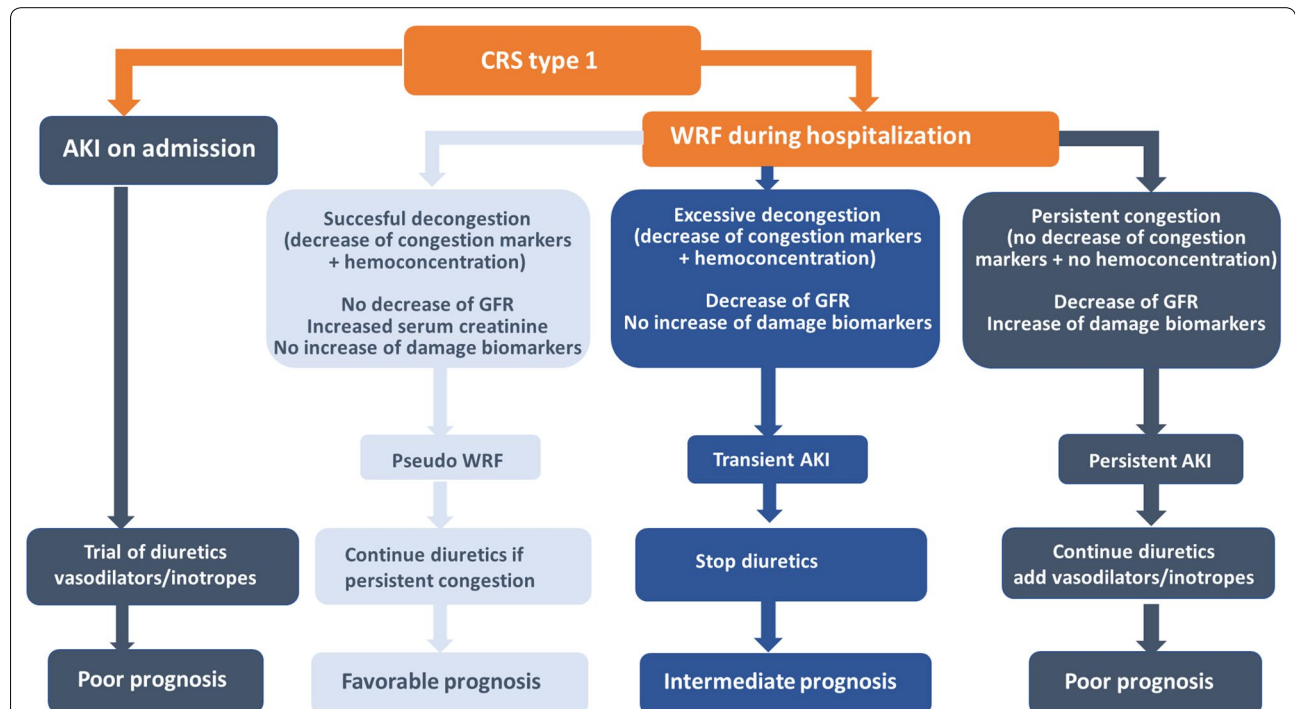 CRS type 1
AKI on admission
WRF during hospitalization
Succesful decongestion
(decrease of congestion markers
+ hemoconcentration)
No decrease of GFR
Increased serum creatinine
No increase of damage biomarkers
Excessive decongestion
(decrease of congestion markers
+ hemoconcentration)
Decrease of GFR
No increase of damage biomarkers
Persistent congestion
(no decrease of congestion
markers + no hemoconcentration)
Decrease of GFR
Increase of damage biomarkers
Pseudo WRF
Transient AKI
Persistent AKI
Trial of diuretics
vasodilators/inotropes
Continue diuretics if
persistent congestion
Stop diuretics
Continue diuretics
add vasodilators/inotropes
Poor prognosis
Favorable prognosis
Intermediate prognosis
Poor prognosis